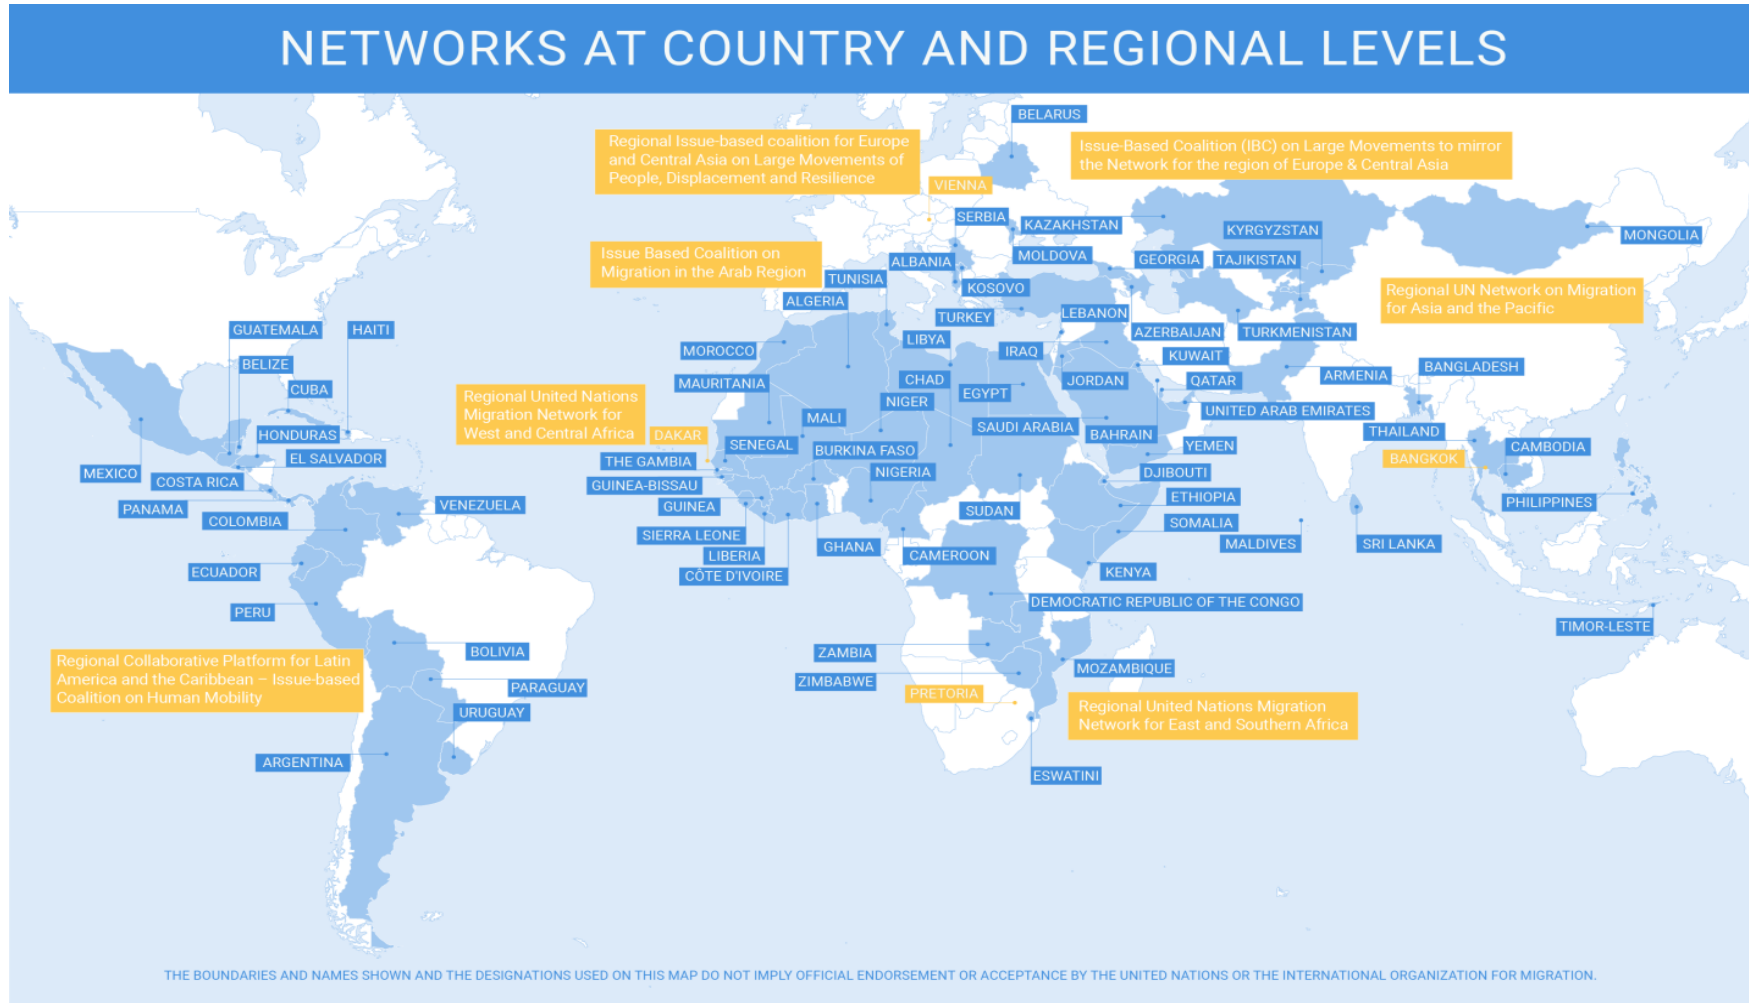 NETWORKS AT COUNTRY AND REGIONAL LEVELS
BELARUS
Regional Issue-based coalition for Europe
and Central Asia on Large Movements of
People, Displacement and Resilience
Issue-Based Coalition (IBC) on Large Movements to mirror
the Network for the region of Europe & Central Asia
VIENNA
SERBIA
KAZAKHSTAN
KYRGYZSTAN
MONGOLIA
Issue Based Coalition on
Migration in the Arab Region
ALBANIA
MOLDOVA
GEORGIA
TAJIKISTAN
TUNISIA
KOSOVO
ALGERIA
Regional UN Network on Migration
for Asia and the Pacific
TURKEY
LEBANON
AZERBAIJAN
TURKMENISTAN
GUATEMALA
HAITI
LIBYA
MOROCCO
IRAQ
KUWAIT
BELIZE
BANGLADESH
ARMENIA
CHAD
JORDAN
QATAR
MAURITANIA
CUBA
EGYPT
Regional United Nations
Migration Network for
West and Central Africa
NIGER
UNITED ARAB EMIRATES
MALI
SAUDI ARABIA
BAHRAIN
THAILAND
HONDURAS
DAKAR
SENEGAL
YEMEN
CAMBODIA
BURKINA FASO
EL SALVADOR
THE GAMBIA
BANGKOK
MEXICO
NIGERIA
DJIBOUTI
COSTA RICA
GUINEA-BISSAU
ETHIOPIA
PHILIPPINES
VENEZUELA
GUINEA
PANAMA
SUDAN
COLOMBIA
SOMALIA
SIERRA LEONE
MALDIVES
SRI LANKA
GHANA
LIBERIA
CAMEROON
ECUADOR
CÔTE D'IVOIRE
KENYA
DEMOCRATIC REPUBLIC OF THE CONGO
PERU
TIMOR-LESTE
BOLIVIA
ZAMBIA
Regional Collaborative Platform for Latin
America and the Caribbean – Issue-based
Coalition on Human Mobility
MOZAMBIQUE
ZIMBABWE
PARAGUAY
PRETORIA
URUGUAY
Regional United Nations Migration
Network for East and Southern Africa
ARGENTINA
ESWATINI
THE BOUNDARIES AND NAMES SHOWN AND THE DESIGNATIONS USED ON THIS MAP DO NOT IMPLY OFFICIAL ENDORSEMENT OR ACCEPTANCE BY THE UNITED NATIONS OR THE INTERNATIONAL ORGANIZATION FOR MIGRATION.